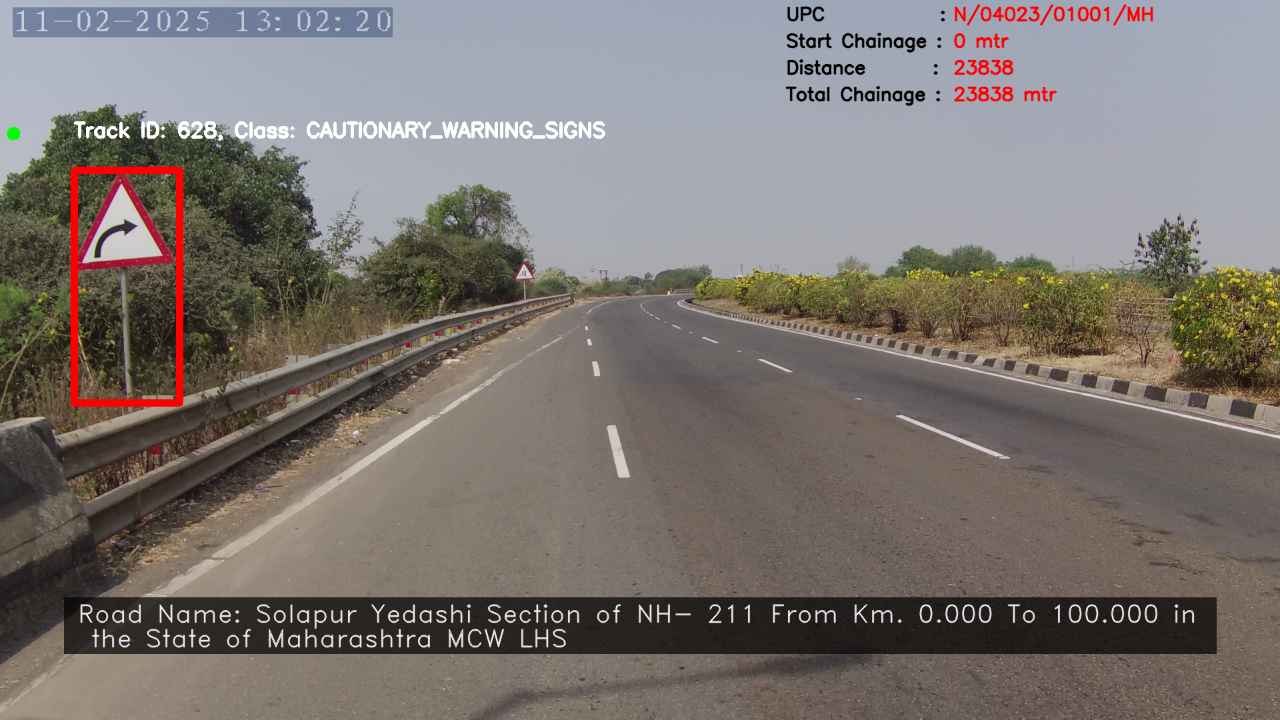 11-02-2025 13:02:20
UPC : N/04023/01001/MH
Start Chainage : 0 mtr
Distance : 23838
Total Chainage : 23838 mtr
Track ID: 628, Class: CAUTIONARY_WARNING_SIGNS
Road Name: Solapur Yedashi Section of NH- 211 From Km. 0.000 To 100.000 in
the State of Maharashtra MCW LHS